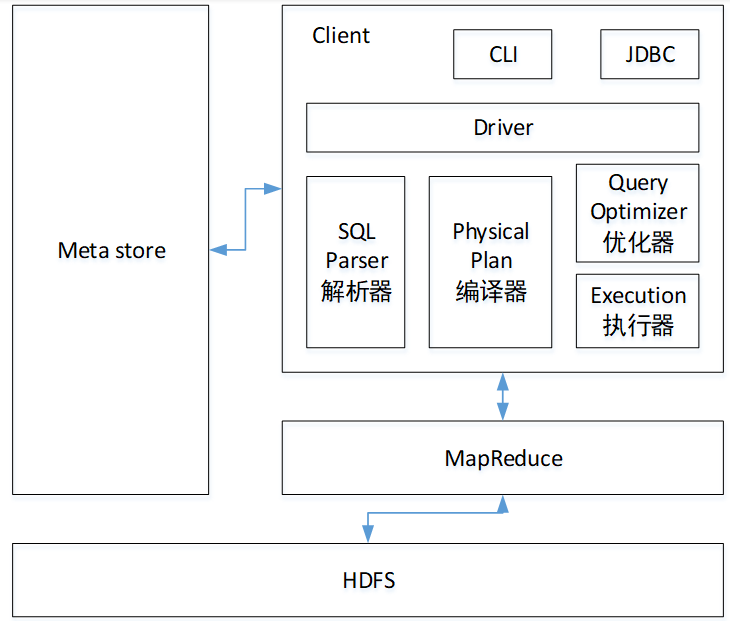 Client
CLI
JDBC
Driver
Meta store
SQL
Parser
解析器
Physical
Plan
编译器
Query
Optimizer
优化器
Execution
执行器
MapReduce
HDFS